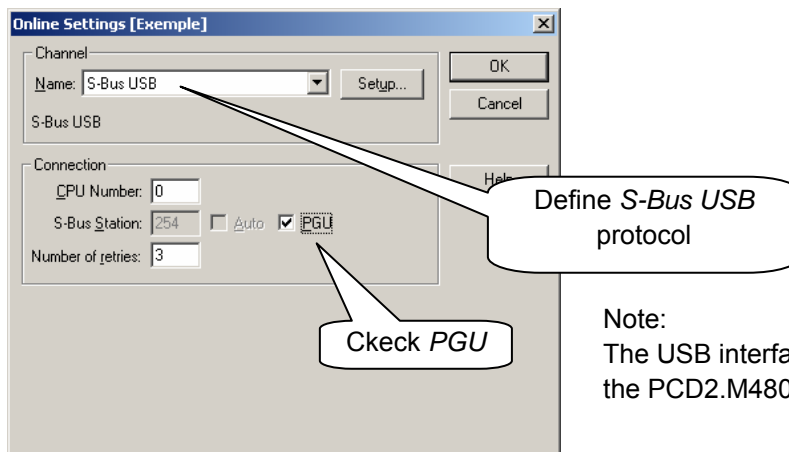 Online Settings [Exemple]
Channel
Name: S-Bus USB
Setup...
S-Bus USB
OK
Cancel
Connection
CPU Number: 0
S-Bus Station: 254 Auto PGU
Number of retries: 3
Define S-Bus USB
protocol
Ckeck PGU
Note:
The USB
the PCD2.M480